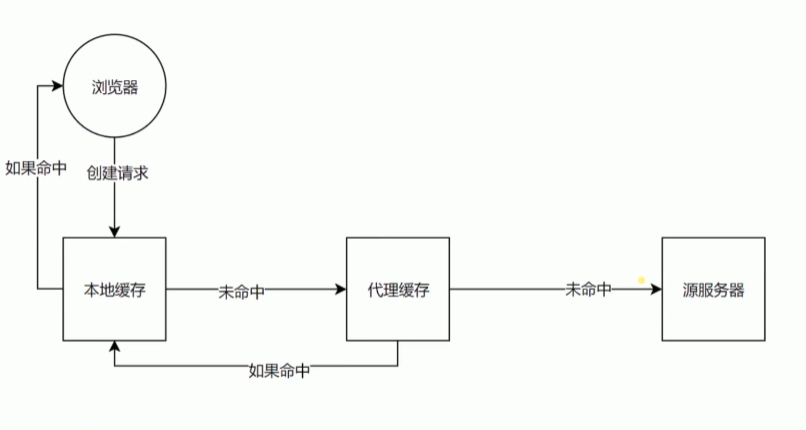 浏览器
如果命中
创建请求
本地缓存
未命中
代理缓存
未命中
源服务器
如果命中